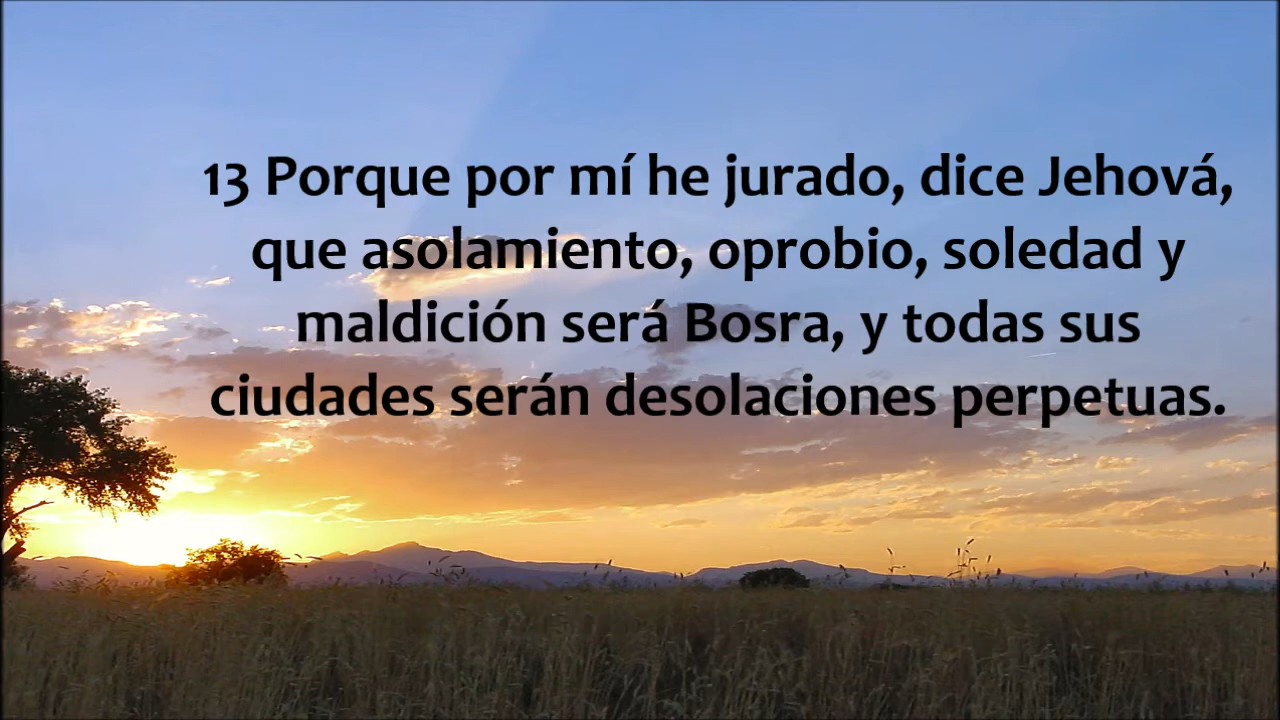 13 Porque por mí he jurado, dice Jehová,
que asolamiento, oprobio, soledad y
maldición será Bosra, y todas sus
ciudades serán desolaciones perpetuas.